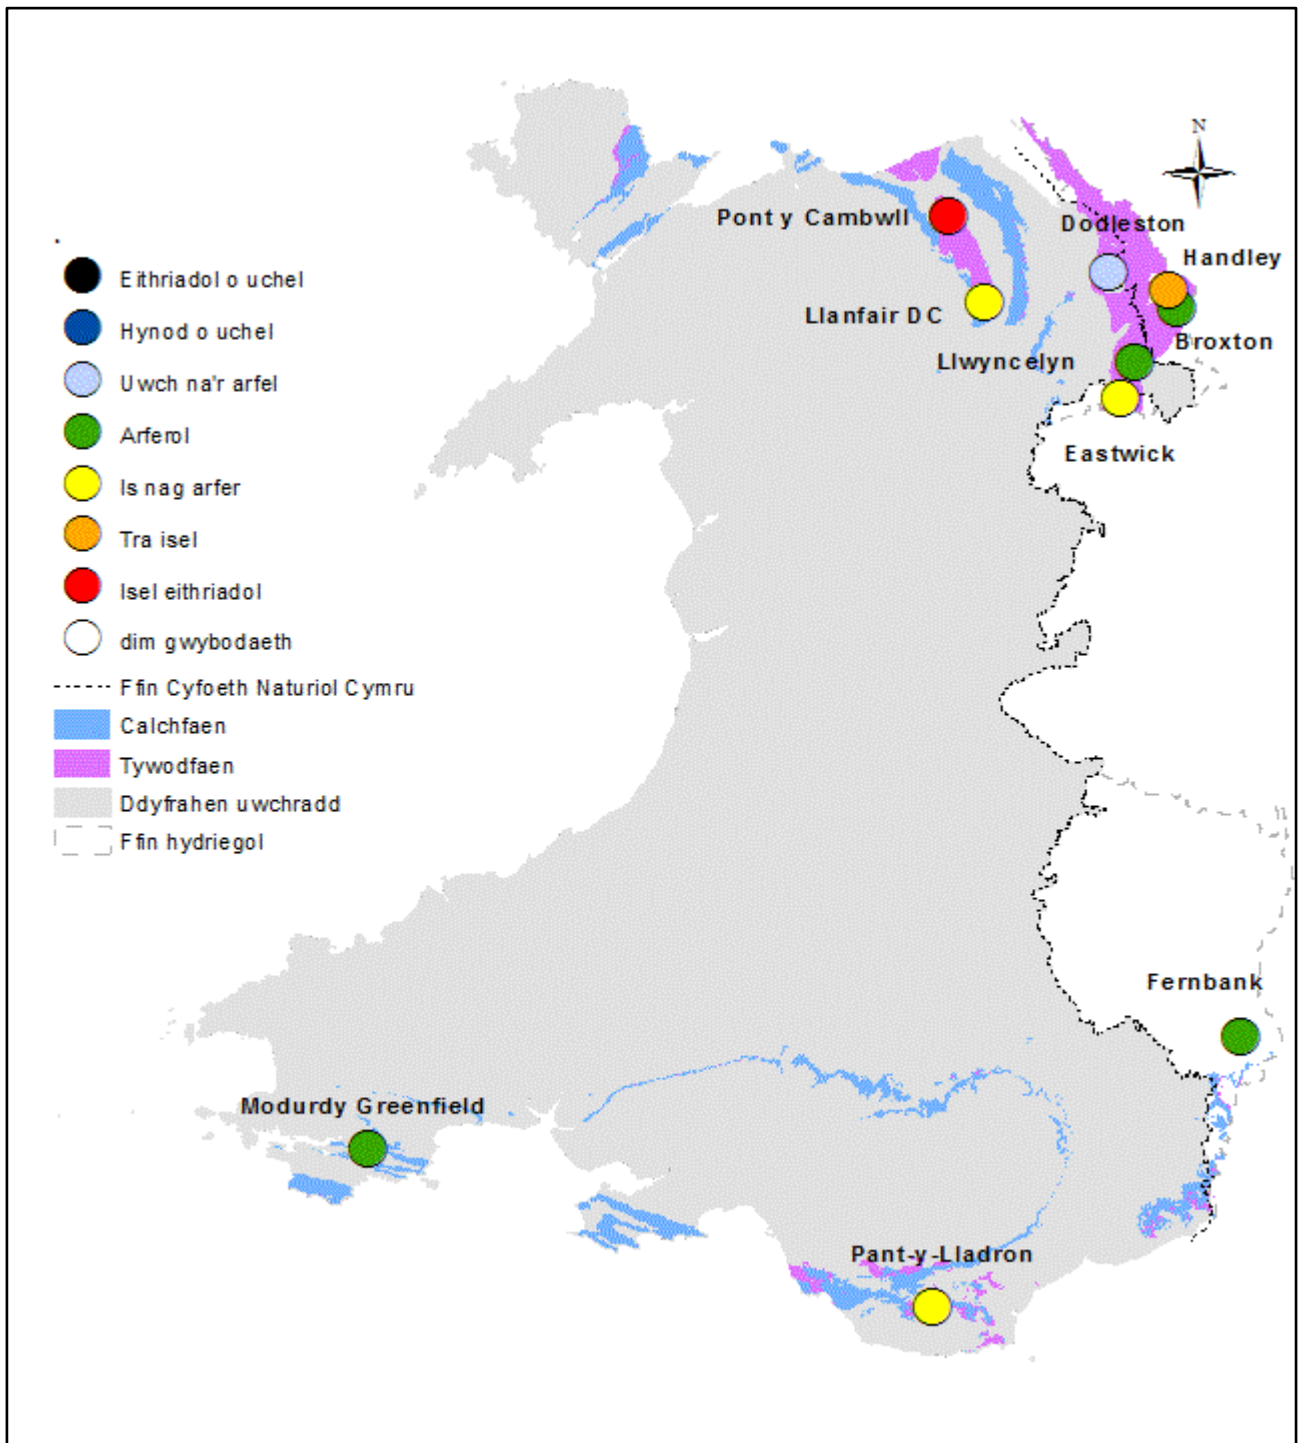 N
Dodleston
Pont y Cambwll
Handley
Llanfair DC
Broxton
Llwyncelyn
Eastwick
Eithriadol o uchel
Hynod o uchel
Uwch na'r arfel
Arferol
Is nag arfer
Tra isel
Isel eithriadol
dim gwybodaeth
Ffin Cyfoeth Naturiol Cymru
Calchfaen
Tywodfaen
Ddyfrahen uwchradd
Ffin hydriegol
Fernbank
Modurdy Greenfield
Pant-y-Lladron